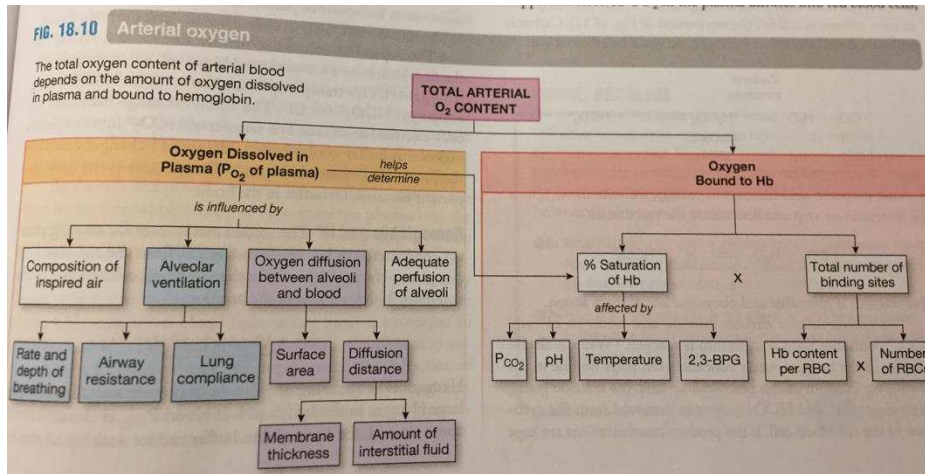 FIG. 18.10 Arterial oxygen
The total oxygen content of arterial blood
depends on the amount of oxygen dissolved
in plasma and bound to hemoglobin.
TOTAL ARTERIAL
O₂ CONTENT
Oxygen Dissolved in
Plasma (PO₂ of plasma)
helps
determine
Oxygen
Bound to Hb
is influenced by
Composition of
inspired air
Alveolar
ventilation
Oxygen diffusion
between alveoli
and blood
Adequate
perfusion
of alveoli
% Saturation
of Hb
x
Total number of
binding sites
affected by
Rate and
depth of
breathing
Airway
resistance
Lung
compliance
Surface
area
Diffusion
distance
PCO₂
pH
Temperature
2,3-BPG
Hb content
per RBC
x
Number
of RBCs
Membrane
thickness
Amount of
interstitial fluid